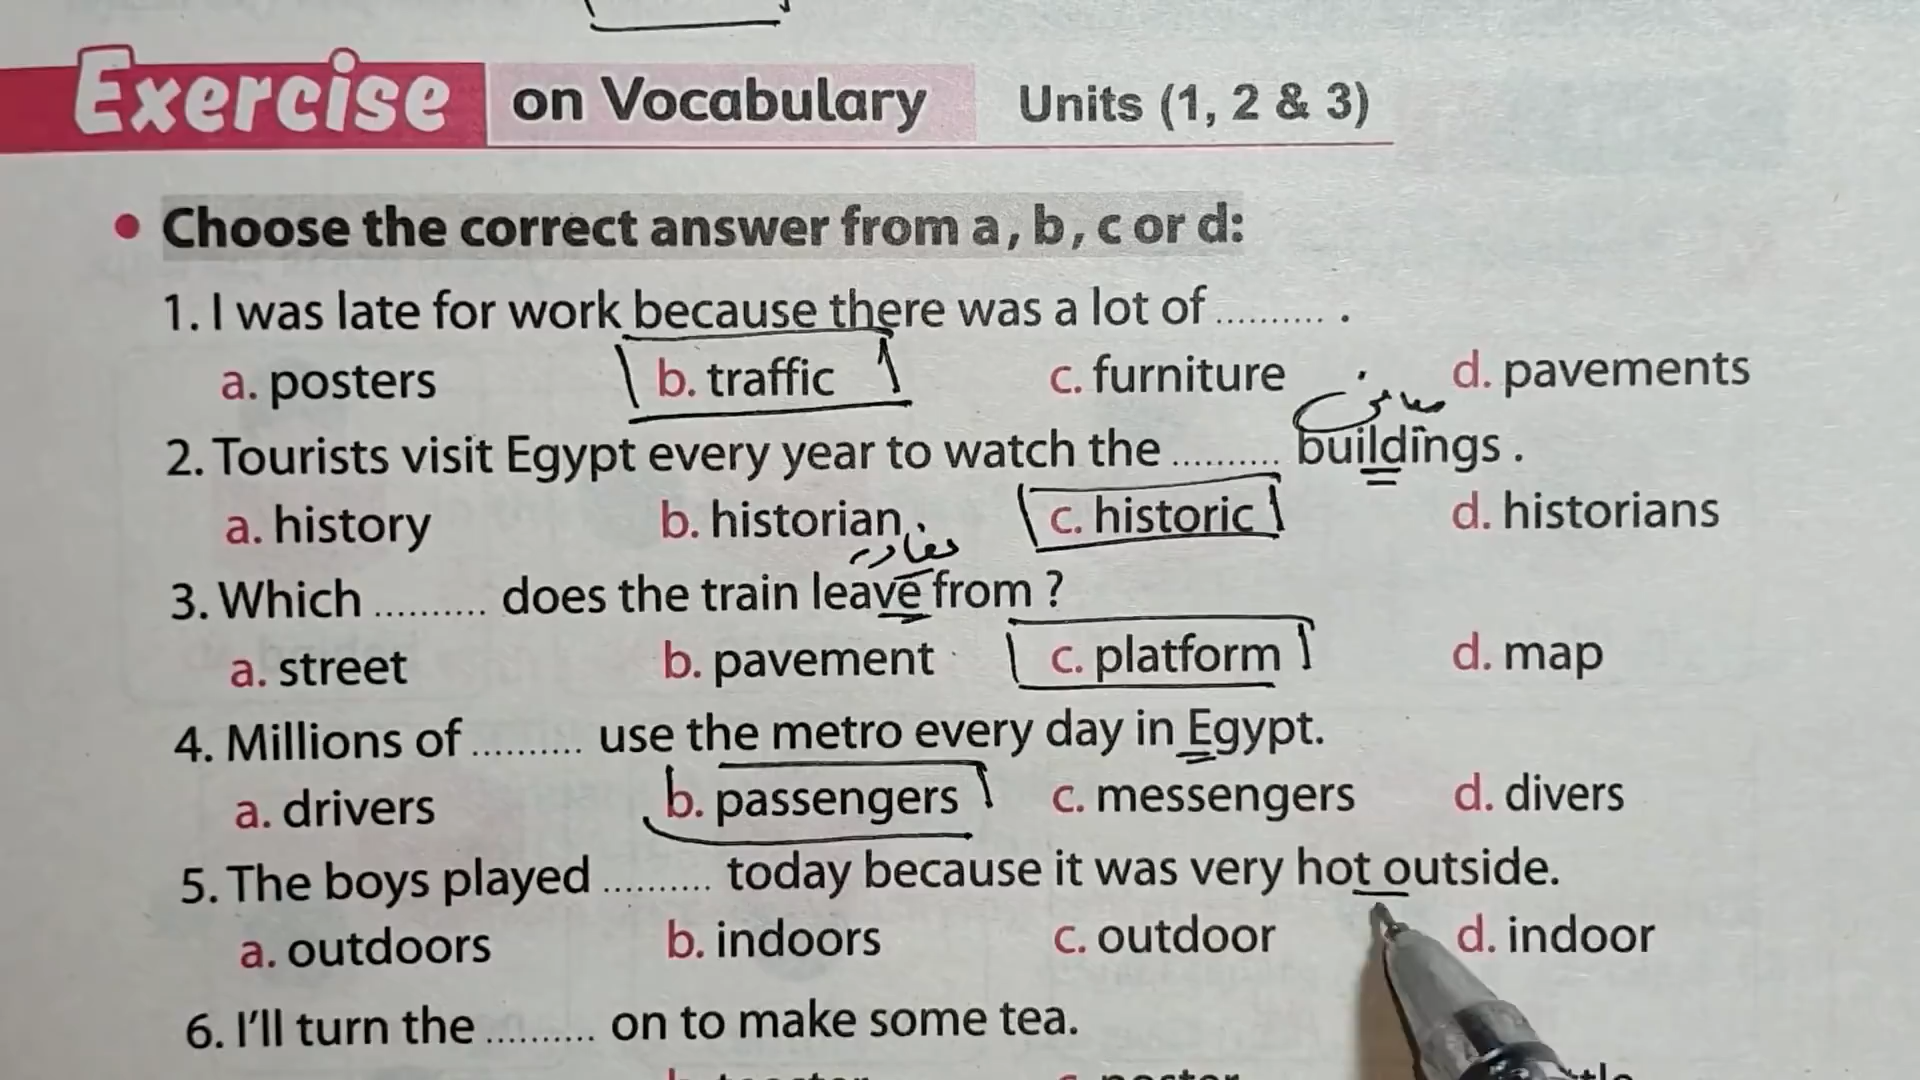 Exercise on Vocabulary Units (1, 2 & 3)
• Choose the correct answer from a, b, c or d:
1. I was late for work because there was a lot of .......... .
a. posters b. traffic c. furniture d. pavements
مباني
2. Tourists visit Egypt every year to watch the .......... buildings .
a. history b. historian c. historic d. historians
3. Which .......... does the train leave from ?
a. street b. pavement c. platform d. map
4. Millions of .......... use the metro every day in Egypt.
a. drivers b. passengers c. messengers d. divers
5. The boys played .......... today because it was very hot outside.
a. outdoors b. indoors c. outdoor d. indoor
6. I'll turn the .......... on to make some tea.